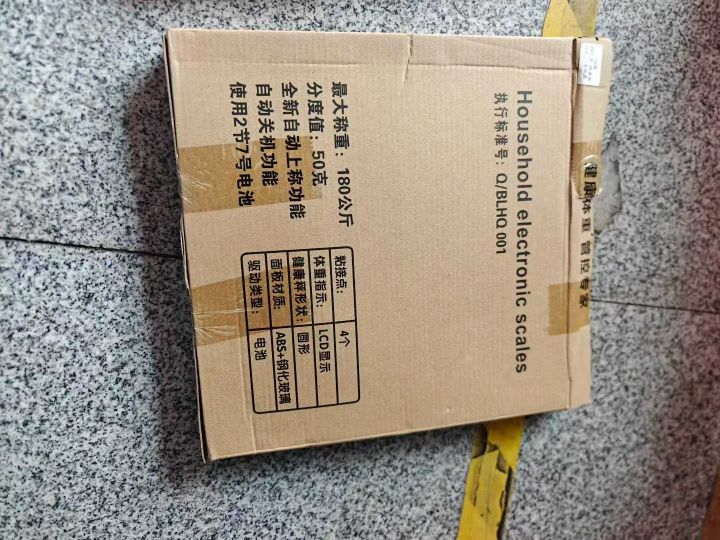 Household electronic scales
执行标准号：Q/BLHQ 001
最大称重：180公斤
分度值：50克
全新自动上称功能
自动关机功能
使用2节7号电池
粘接点： 4个
体重指示： LCD显示
健康秤形状： 圆形
面板材质： ABS+钢化玻璃
驱动类型： 电池
健康体重·管控专家